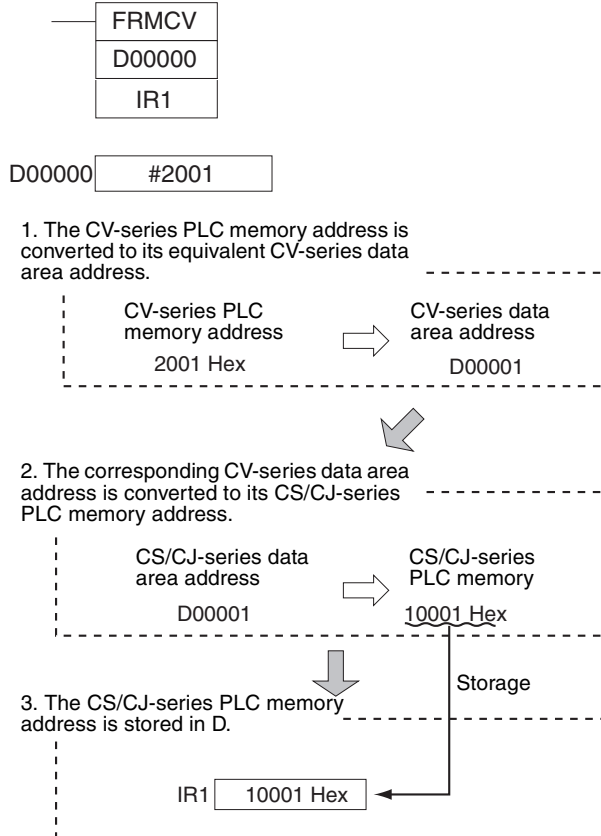 FRMCV
D00000
IR1
D00000 #2001
1. The CV-series PLC memory address is
converted to its equivalent CV-series data
area address.
CV-series PLC
memory address
2001 Hex
CV-series data
area address
D00001
2. The corresponding CV-series data area
address is converted to its CS/CJ-series
PLC memory address.
CS/CJ-series data
area address
D00001
CS/CJ-series
PLC memory
10001 Hex
Storage
3. The CS/CJ-series PLC memory
address is stored in D.
IR1 10001 Hex